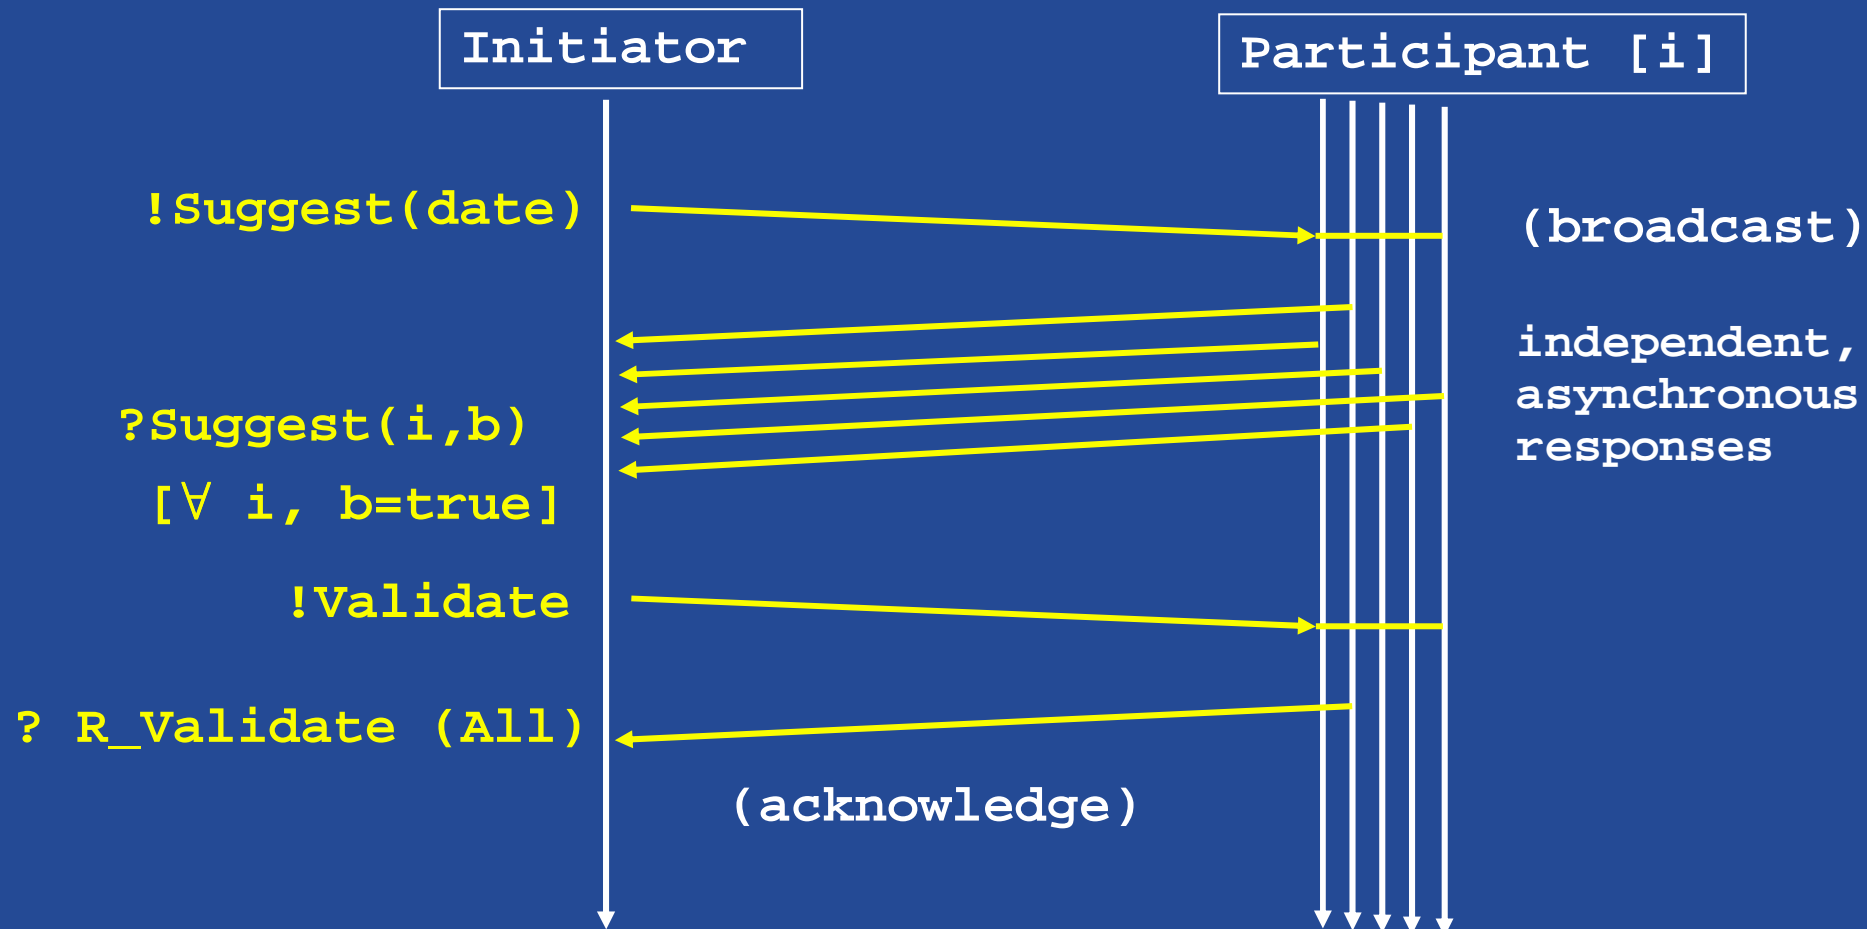 Initiator
Participant [i]
!Suggest(date)
(broadcast)
independent,
asynchronous
responses
?Suggest(i,b)
[∀ i, b=true]
!Validate
? R_Validate (All)
(acknowledge)